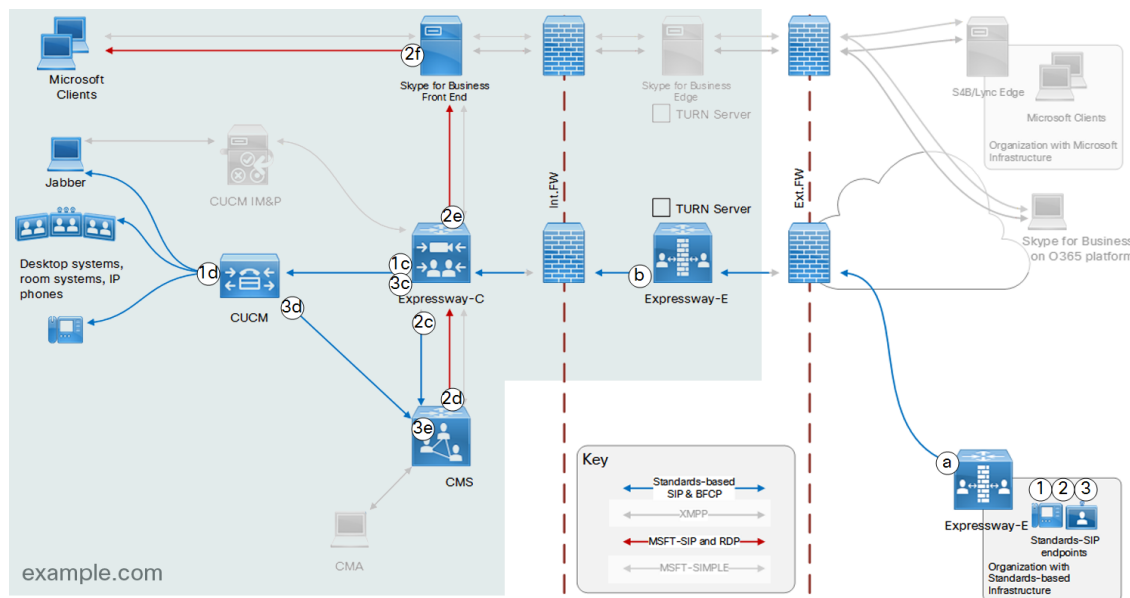 2f
Microsoft
Clients
Skype for Business
Front End
Skype for Business
Edge
TURN Server
S4B/Lync Edge
Microsoft Clients
Organization with Microsoft
Infrastructure
Jabber
CUCM IM&P
Int.FW
Ext.FW
TURN Server
2e
Skype for Business
on O365 platform
Desktop systems,
room systems, IP
phones
1d
1c
3c
b
Expressway-C
Expressway-E
CUCM
3d
2c
2d
3e
CMS
a
Key
Standards-based
SIP & BFCP
XMPP
MSFT-SIP and RDP
MSFT-SIMPLE
1 2 3
Expressway-E
Standards-SIP
endpoints
Organization with
Standards-based
Infrastructure
CMA
example.com